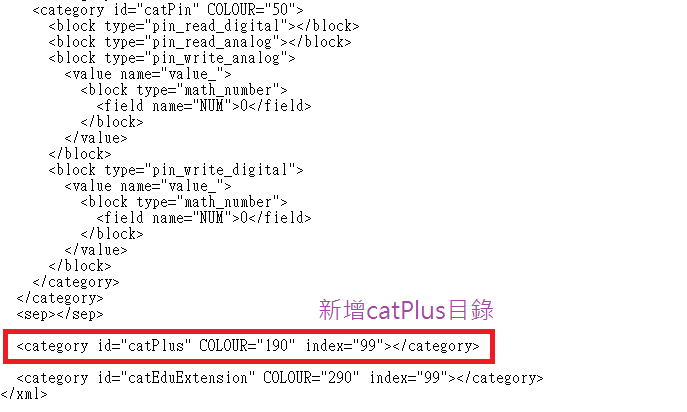 <category id="catPin" COLOUR="50">
<block type="pin_read_digital"></block>
<block type="pin_read_analog"></block>
<block type="pin_write_analog">
<value name="value_">
<block type="math_number">
<field name="NUM">0</field>
</block>
</value>
</block>
<block type="pin_write_digital">
<value name="value_">
<block type="math_number">
<field name="NUM">0</field>
</block>
</value>
</block>
</category>
</category>
<sep></sep>
新增catPlus目錄
<category id="catPlus" COLOUR="190" index="99"></category>
<category id="catEduExtension" COLOUR="290" index="99"></category>
</xml>